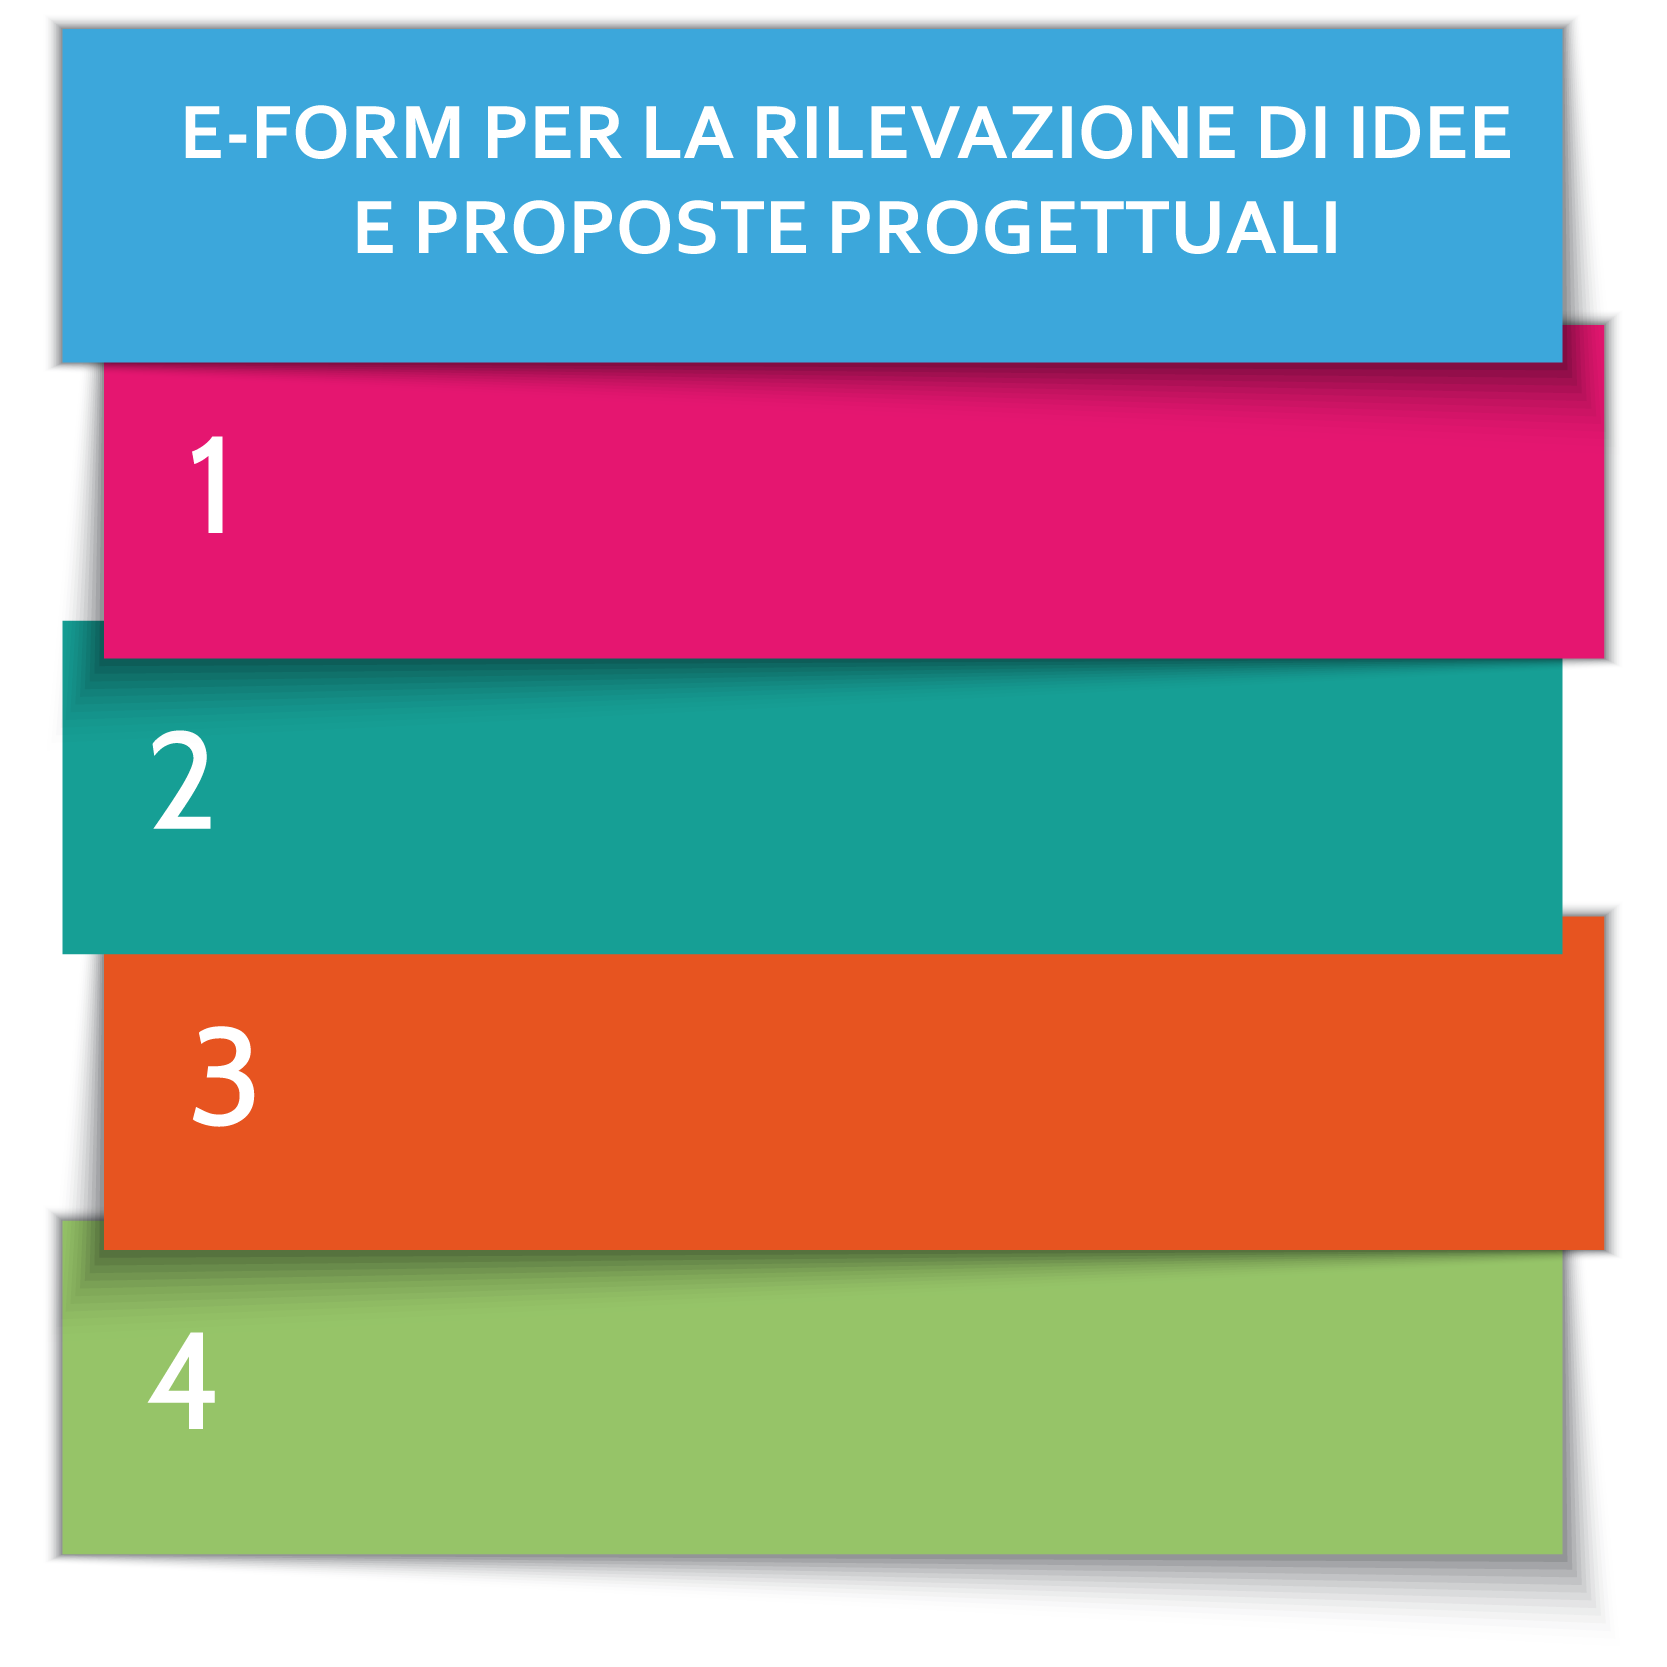 E-FORM PER LA RILEVAZIONE DI IDEE
E PROPOSTE PROGETTUALI
1
2
3
4